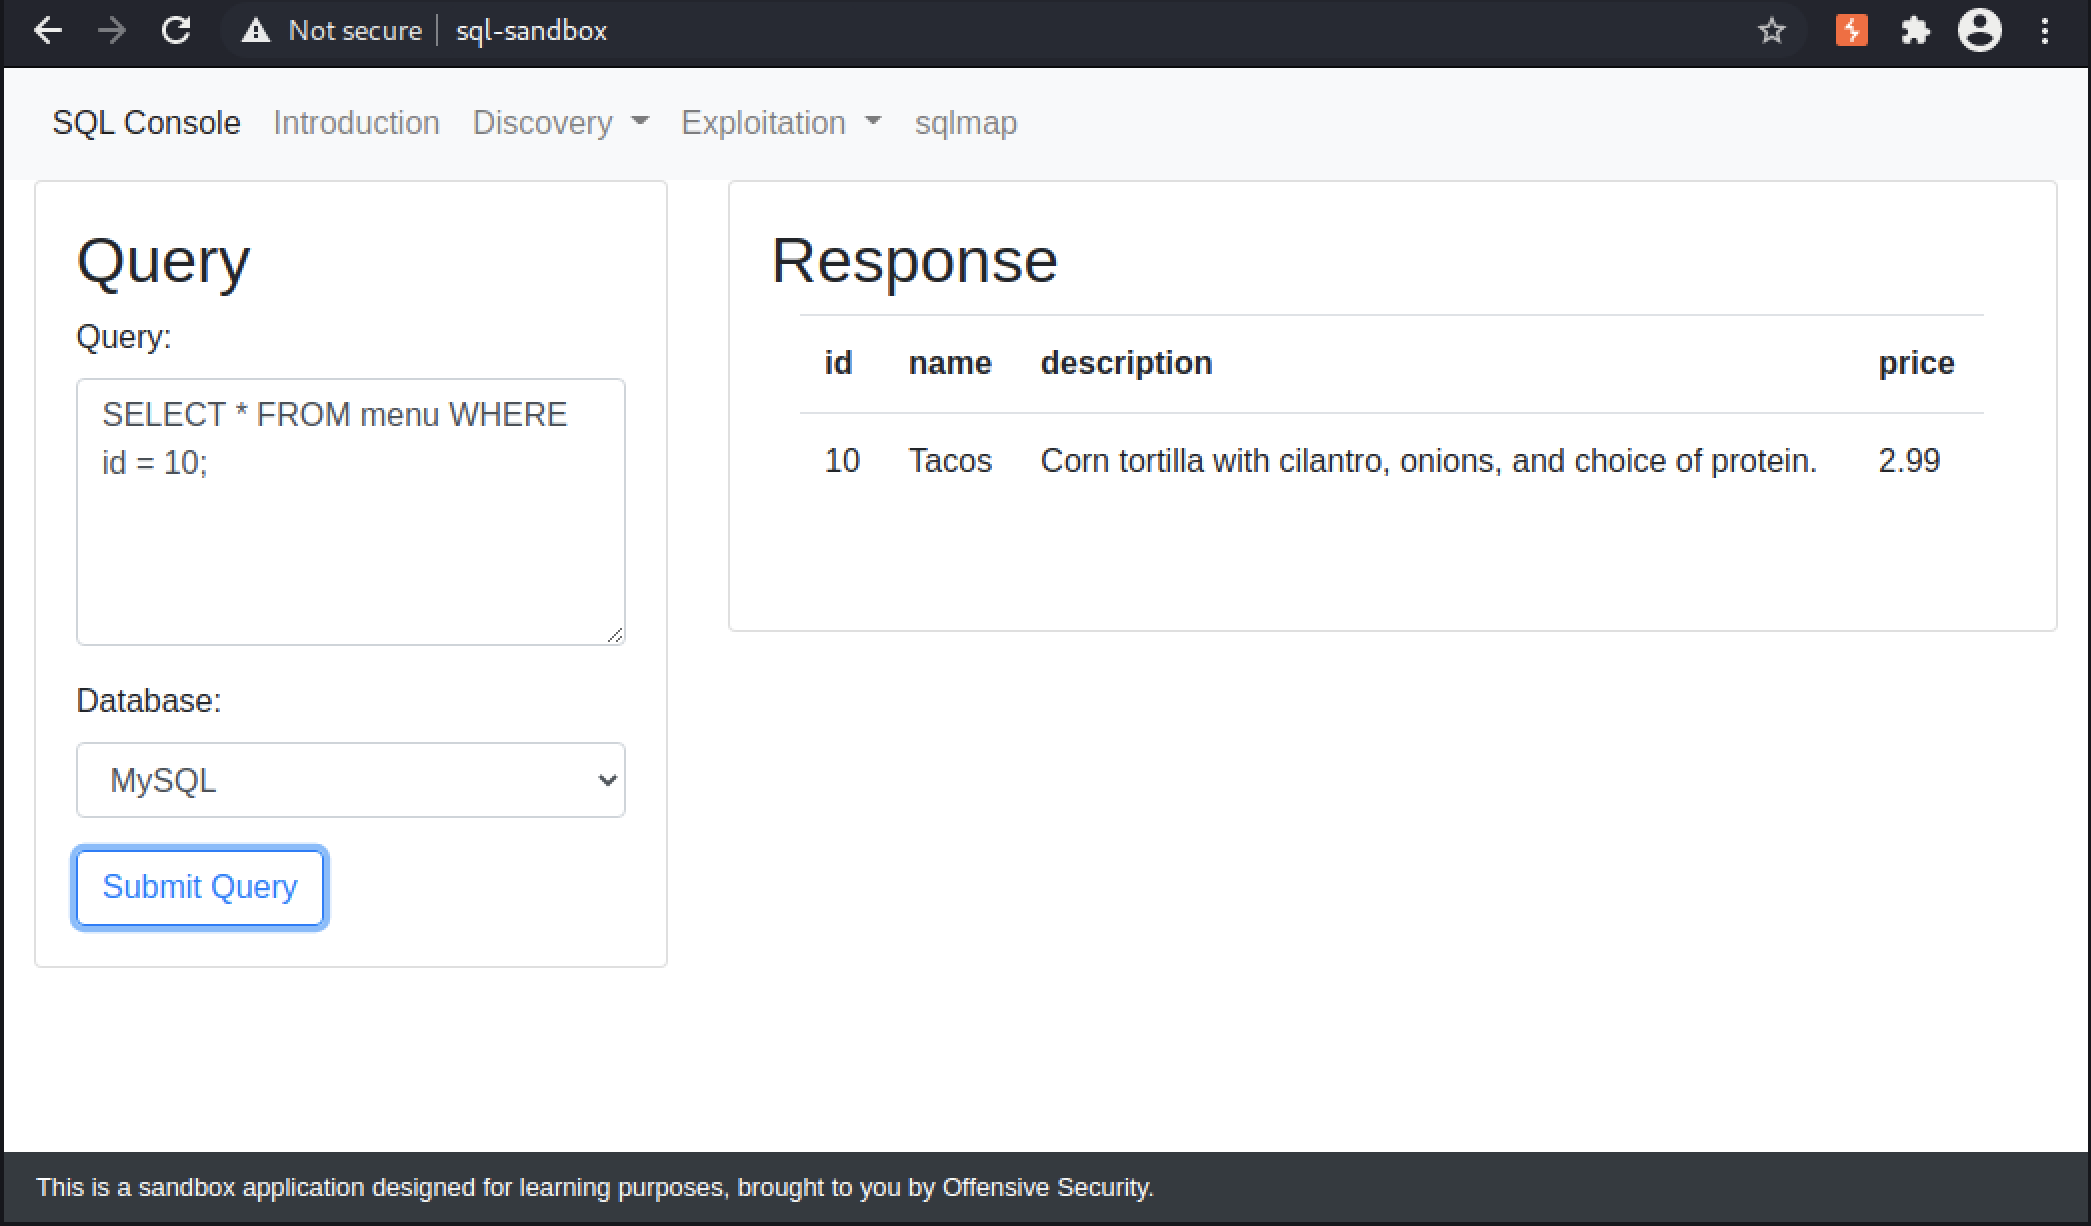 Not secure sql-sandbox
SQL Console Introduction Discovery Exploitation sqlmap
Query
Query:
SELECT * FROM menu WHERE
id = 10;
Database:
MySQL
Submit Query
Response
id name description price
10 Tacos Corn tortilla with cilantro, onions, and choice of protein. 2.99
This is a sandbox application designed for learning purposes, brought to you by Offensive Security.